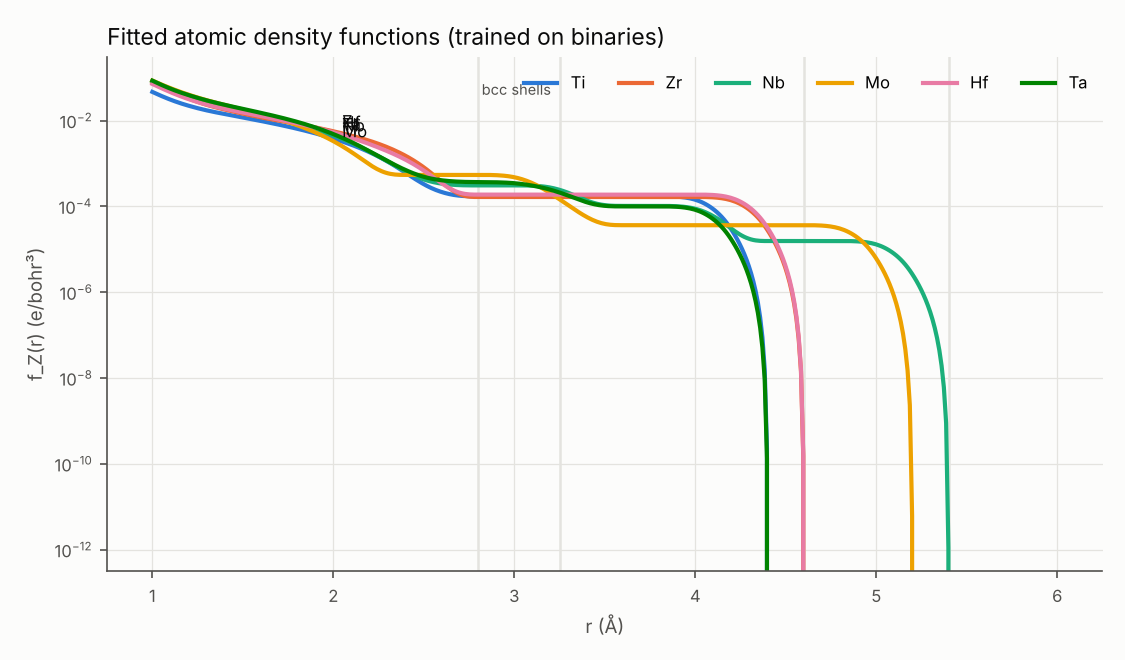 Fitted atomic density functions (trained on binaries)
bcc shells
Ti Zr Nb Mo Hf Ta
Mo
10⁻²
10⁻⁴
10⁻⁶
10⁻⁸
10⁻¹⁰
10⁻¹²
f_Z(r) (e/bohr³)
1 2 3 4 5 6
r (Å)